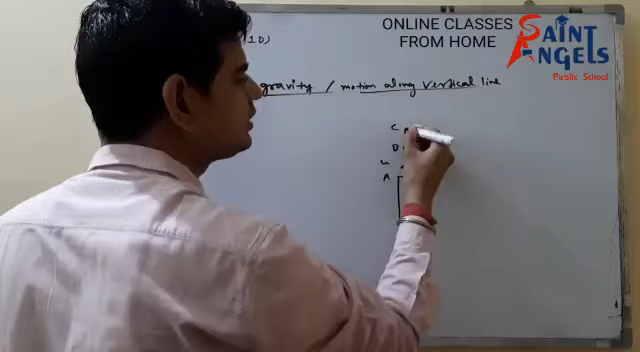 ONLINE CLASSES
FROM HOME
SAINT
ANGELS
Public School
1D)
gravity / motion along vertical line
C
B
u
A